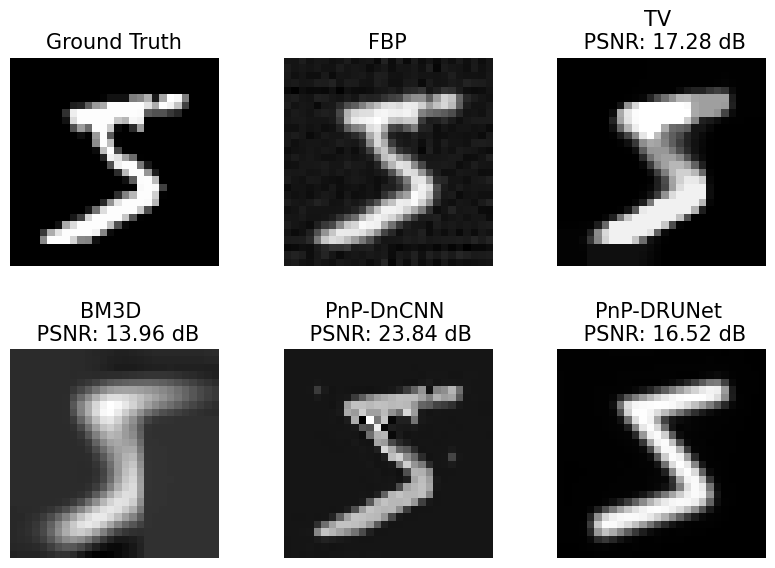 Ground Truth
FBP
TV
PSNR: 17.28 dB
BM3D
PSNR: 13.96 dB
PnP-DnCNN
PSNR: 23.84 dB
PnP-DRUNet
PSNR: 16.52 dB